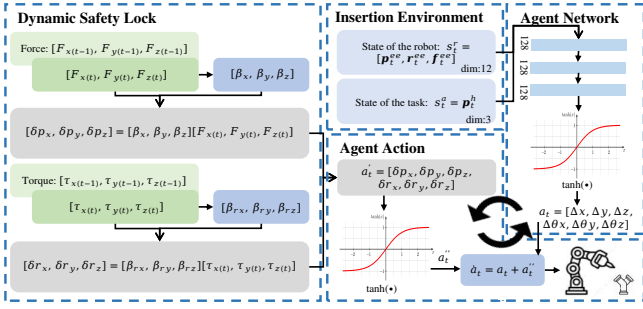 Dynamic Safety Lock
Force: [F_{x(t−1)}, F_{y(t−1)}, F_{z(t−1)}]
[F_{x(t)}, F_{y(t)}, F_{z(t)}]
[β_x, β_y, β_z]
[δp_x, δp_y, δp_z] = [β_x, β_y, β_z][F_{x(t)}, F_{y(t)}, F_{z(t)}]
Torque: [τ_{x(t−1)}, τ_{y(t−1)}, τ_{z(t−1)}]
[τ_{x(t)}, τ_{y(t)}, τ_{z(t)}]
[β_{rx}, β_{ry}, β_{rz}]
[δr_x, δr_y, δr_z] = [β_{rx}, β_{ry}, β_{rz}][τ_{x(t)}, τ_{y(t)}, τ_{z(t)}]
Insertion Environment
State of the robot: s_t^r =
[p_t^{ee}, r_t^{ee}, f_t^{ee}]
dim:12
State of the task: s_t^a = p_t^h
dim:3
Agent Action
a_t^' = [δp_x, δp_y, δp_z,
δr_x, δr_y, δr_z]
tanh(•)
a_t^''
ȧ_t = a_t + a_t^''
Agent Network
128
128
128
tanh(•)
a_t = [Δx, Δy, Δz,
Δθx, Δθy, Δθz]